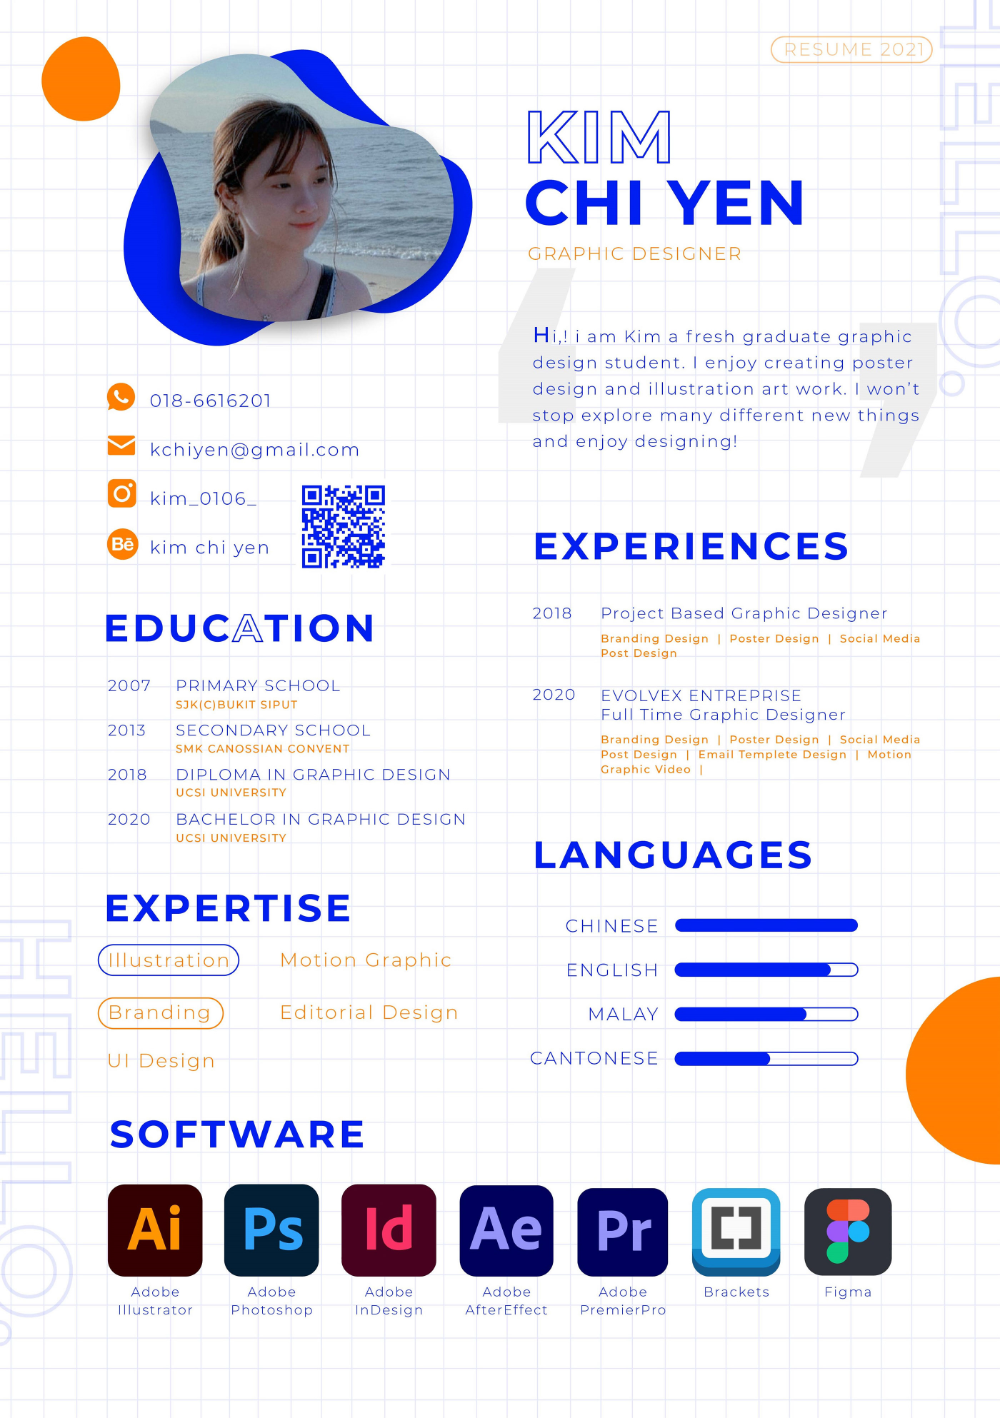 RESUME 2021
HELLO.
KIM
CHI YEN
GRAPHIC DESIGNER
Hi,! i am Kim a fresh graduate graphic
design student. I enjoy creating poster
design and illustration art work. I won't
stop explore many different new things
and enjoy designing!
018-6616201
kchiyen@gmail.com
kim_0106_
Bē
kim chi yen
EDUCATION
2007 PRIMARY SCHOOL
SJK(C)BUKIT SIPUT
2013 SECONDARY SCHOOL
SMK CANOSSIAN CONVENT
2018 DIPLOMA IN GRAPHIC DESIGN
UCSI UNIVERSITY
2020 BACHELOR IN GRAPHIC DESIGN
UCSI UNIVERSITY
EXPERIENCES
2018 Project Based Graphic Designer
Branding Design | Poster Design | Social Media
Post Design
2020 EVOLVEX ENTREPRISE
Full Time Graphic Designer
Branding Design | Poster Design | Social Media
Post Design | Email Templete Design | Motion
Graphic Video |
EXPERTISE
Illustration Motion Graphic
Branding Editorial Design
UI Design
LANGUAGES
CHINESE
ENGLISH
MALAY
CANTONESE
HELLO.
SOFTWARE
Ai
Ps
Id
Ae
Pr
Adobe
Illustrator
Adobe
Photoshop
Adobe
InDesign
Adobe
AfterEffect
Adobe
PremierPro
Brackets
Figma